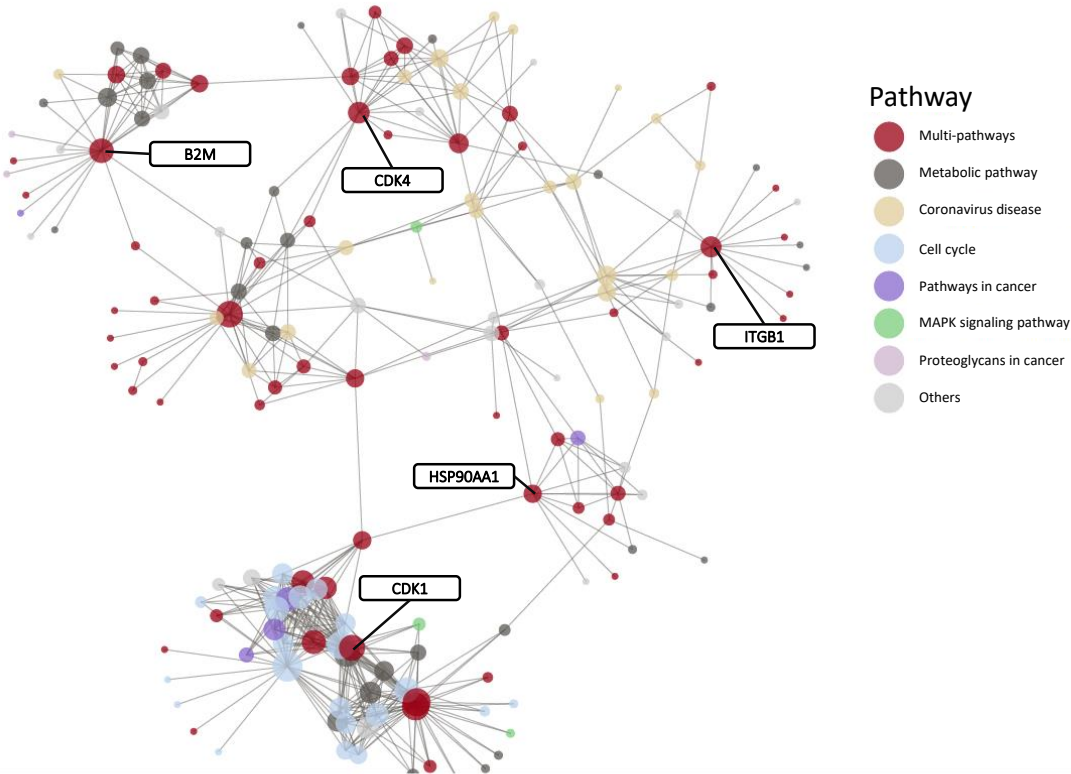 B2M
CDK4
ITGB1
HSP90AA1
CDK1
Pathway
Multi-pathways
Metabolic pathway
Coronavirus disease
Cell cycle
Pathways in cancer
MAPK signaling pathway
Proteoglycans in cancer
Others